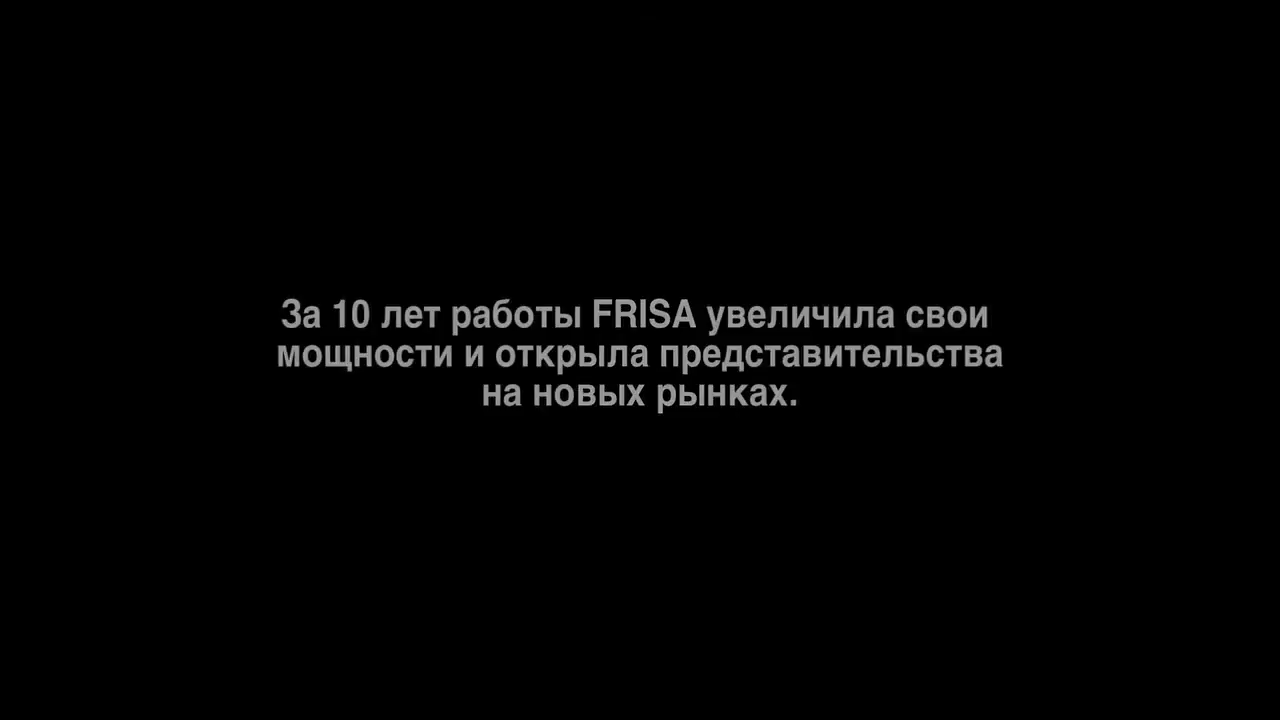 За 10 лет работы FRISA увеличила свои
мощности и открыла представительства
на новых рынках.